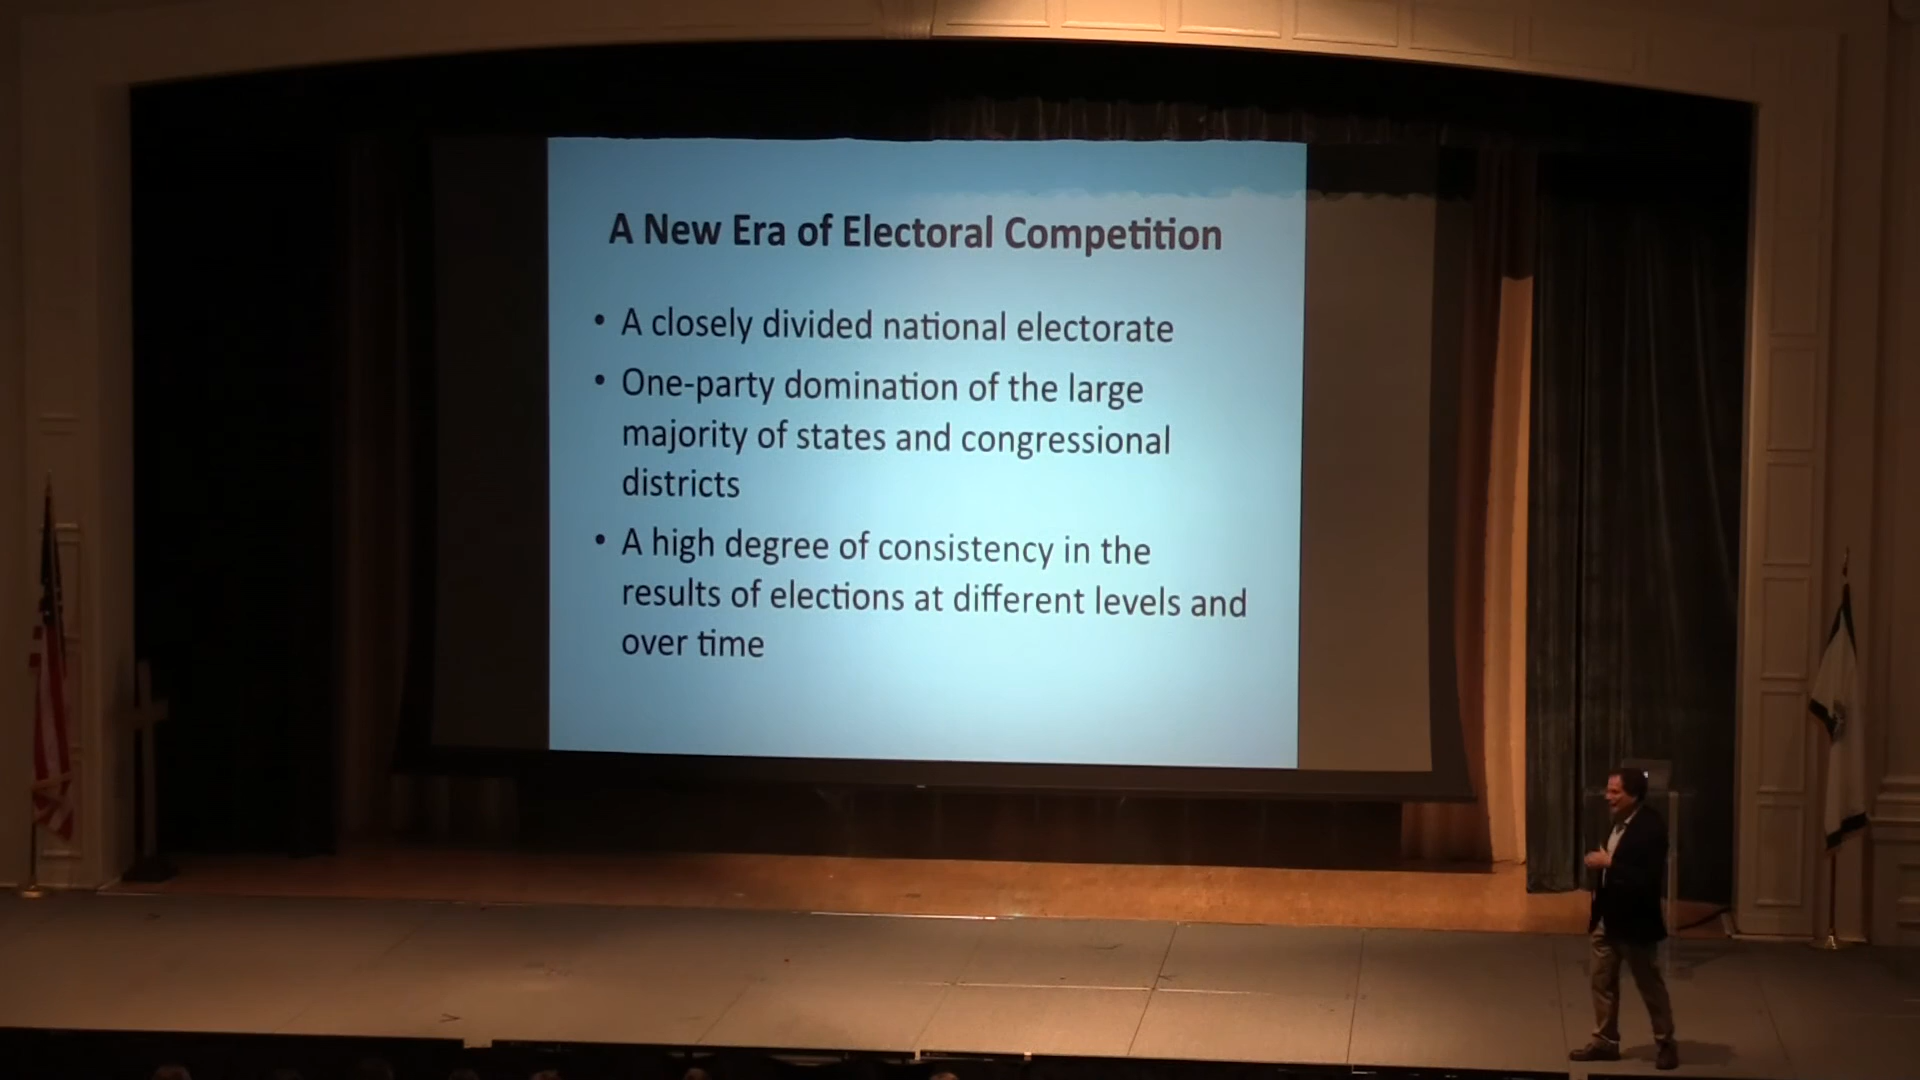 A New Era of Electoral Competition
• A closely divided national electorate
• One-party domination of the large
majority of states and congressional
districts
• A high degree of consistency in the
results of elections at different levels and
over time